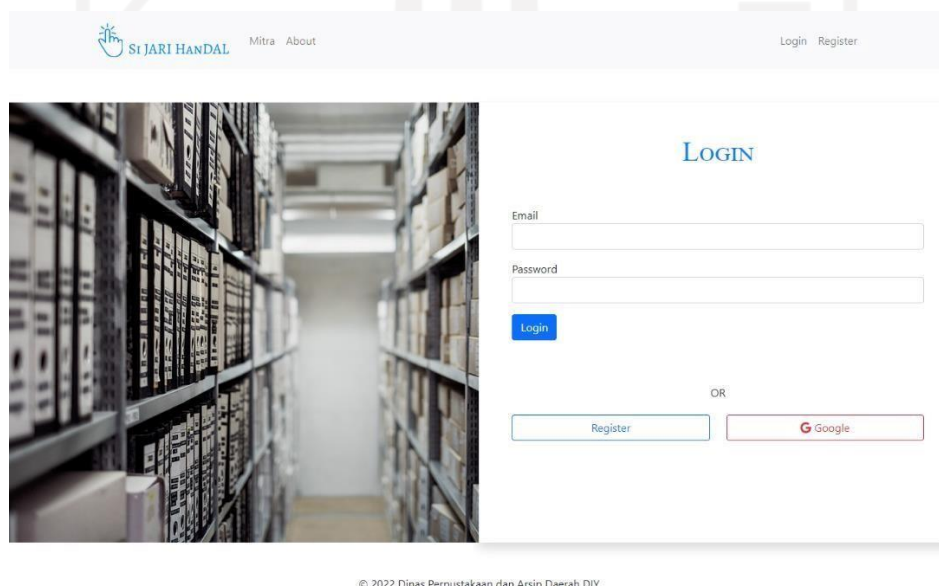 SI JARI HANDAL Mitra About Login Register
LOGIN
Email
Password
Login
OR
Register G Google
© 2022 Dinas Perpustakaan dan Arsip Daerah DIY